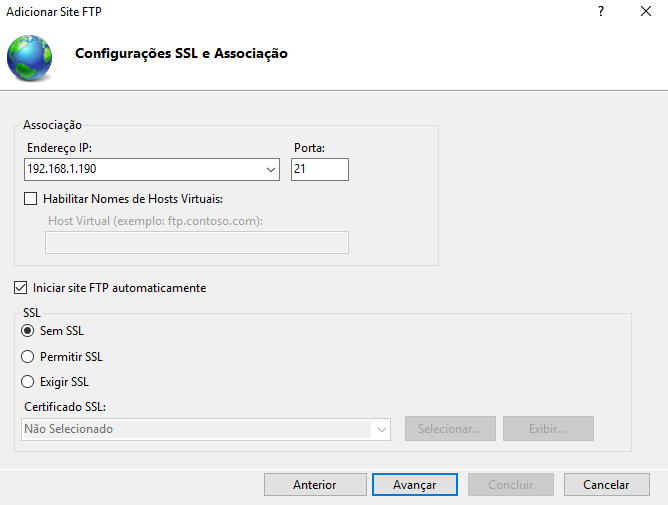 Adicionar Site FTP
?
Configurações SSL e Associação
Associação
Endereço IP: Porta:
192.168.1.190 21
Habilitar Nomes de Hosts Virtuais:
Host Virtual (exemplo: ftp.contoso.com):
Iniciar site FTP automaticamente
SSL
Sem SSL
Permitir SSL
Exigir SSL
Certificado SSL:
Não Selecionado Selecionar... Exibir...
Anterior Avançar Concluir Cancelar